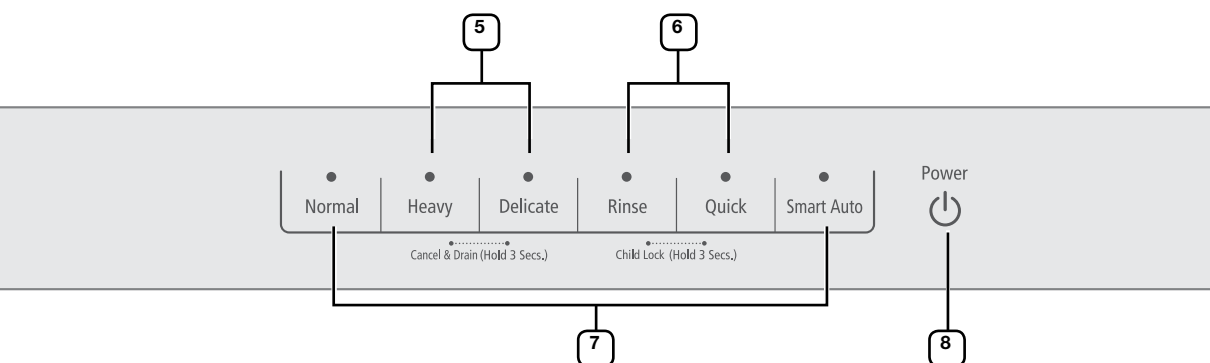 5
6
Power
Normal
Heavy
Delicate
Rinse
Quick
Smart Auto
Cancel & Drain (Hold 3 Secs.)
Child Lock (Hold 3 Secs.)
7
8